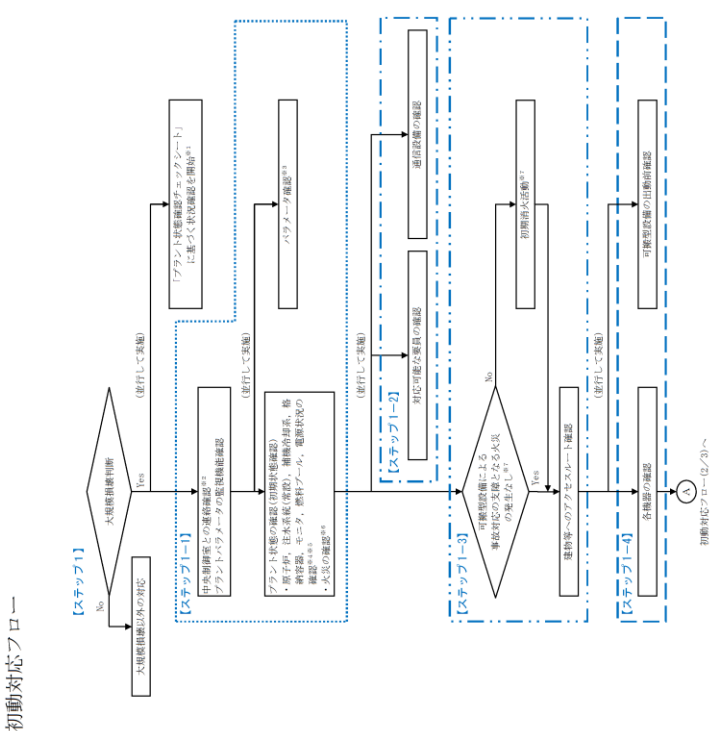 初動対応フロー
【ステップ1】
大規模損壊判断
No
大規模損壊以外の対応
Yes
(並行して実施)
「プラント状態確認チェックシート」
に基づく状況確認を開始※1
【ステップ1-1】
中央制御室との連絡確認※2
プラントパラメータの監視機能確認
(並行して実施)
パラメータ確認※3
プラント状態の確認(初期状態確認)
・原子炉, 注水系統(常設), 補機冷却系, 格
納容器, モニタ, 燃料プール, 電源状況の
確認※4※5
・火災の確認※6
(並行して実施)
【ステップ1-2】
対応可能な要員の確認
通信設備の確認
【ステップ1-3】
可搬型設備による
事故対応の支障となる火災
の発生なし※7
No
初期消火活動※7
Yes
建物等へのアクセスルート確認
(並行して実施)
【ステップ1-4】
各機器の確認
可搬型設備の出動前確認
A
初動対応フロー(2/3)へ